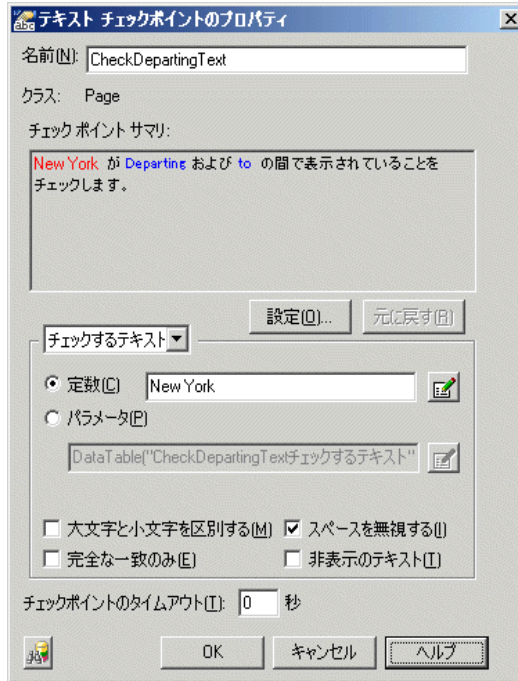 テキスト チェックポイントのプロパティ
名前(N): CheckDepartingText
クラス: Page
チェック ポイント サマリ:
New York が Departing および to の間で表示されていることを
チェックします。
設定(O)... 元に戻す(R)
チェックするテキスト
定数(C) New York
パラメータ(P)
DataTable("CheckDepartingTextチェックするテキスト"
大文字と小文字を区別する(M) スペースを無視する(I)
完全な一致のみ(E) 非表示のテキスト(T)
チェックポイントのタイムアウト(T): 0 秒
OK キャンセル ヘルプ